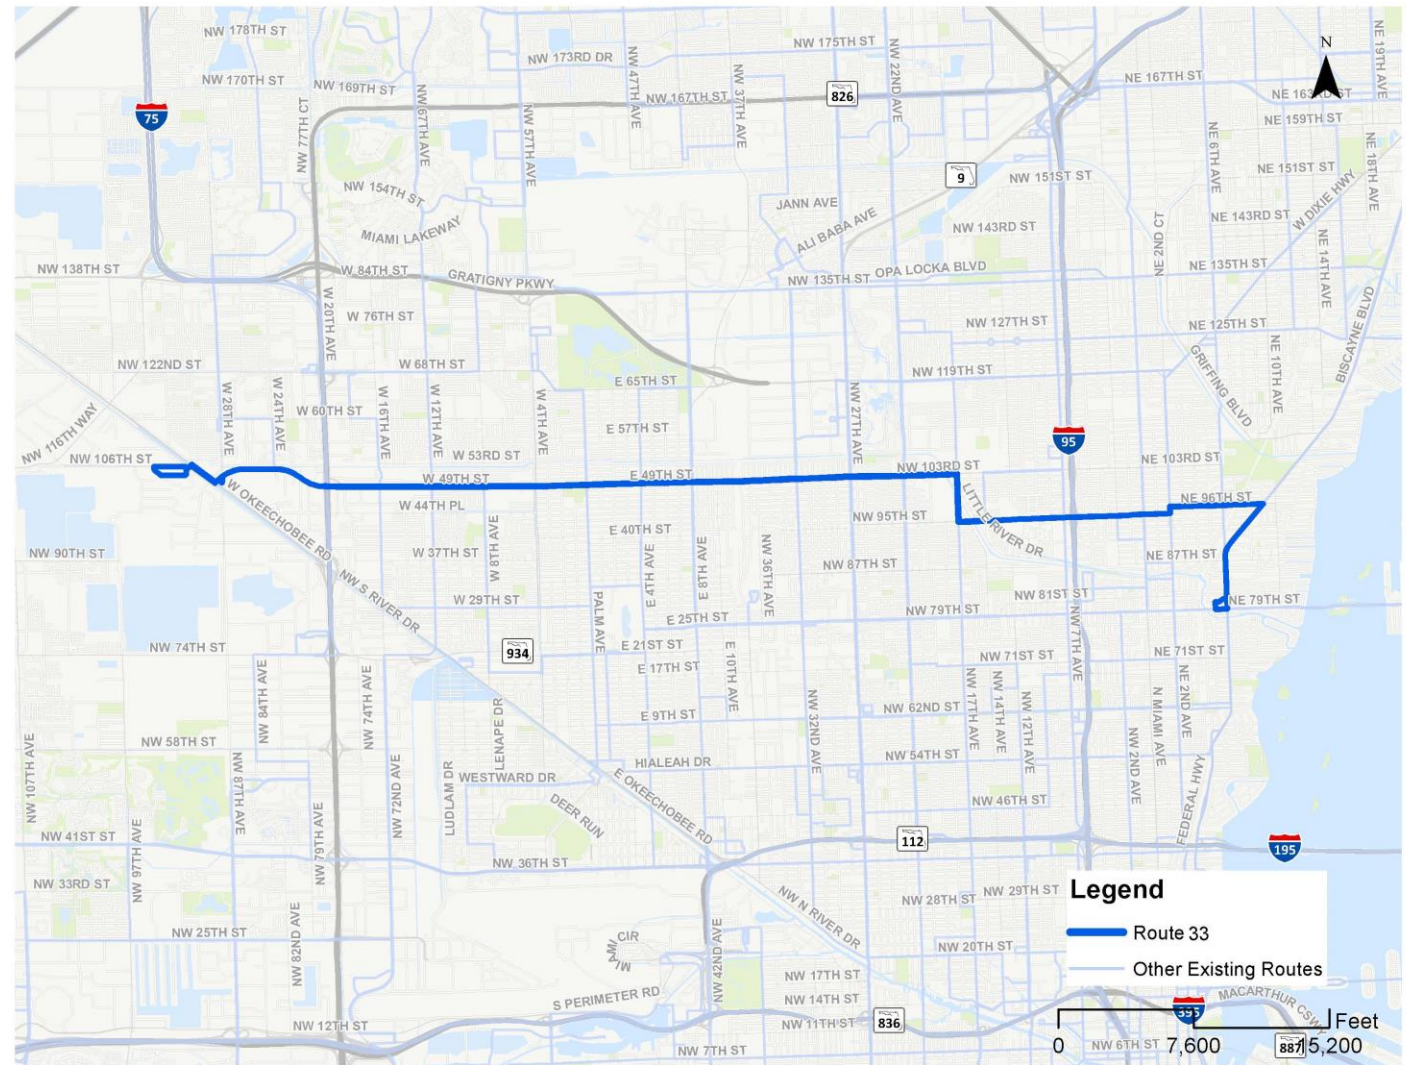 NW 178TH ST
NW 175TH ST
N
NE 19TH AVE
NW 173RD DR
NW 47TH AVE
NW 37TH AVE
NW 22ND AVE
NW 170TH ST
NW 169TH ST
NE 167TH ST
75
NW 77TH CT
NW 67TH AVE
NW 57TH AVE
NW 167TH ST
826
NE 163RD ST
NE 159TH ST
NE 6TH AVE
NE 18TH AVE
NW 154TH ST
9
NW 151ST ST
NE 151ST ST
W DIXIE HWY
JANN AVE
MIAMI LAKEWAY
ALI BABA AVE
NW 143RD ST
NE 2ND CT
NE 143RD ST
NE 14TH AVE
NW 138TH ST
W 84TH ST
GRATIGNY PKWY
NW 135TH ST
OPA LOCKA BLVD
NE 135TH ST
BISCAYNE BLVD
W 20TH AVE
W 76TH ST
NW 127TH ST
NE 125TH ST
GRIFFING BLVD
NE 10TH AVE
NW 122ND ST
W 68TH ST
E 65TH ST
NW 119TH ST
NW 116TH WAY
W 28TH AVE
W 24TH AVE
W 60TH ST
W 16TH AVE
W 12TH AVE
W 4TH AVE
E 57TH ST
NW 27TH AVE
95
NW 106TH ST
W 53RD ST
NE 103RD ST
W 49TH ST
E 49TH ST
NW 103RD ST
W OKEECHOBEE RD
W 44TH PL
LITTLE RIVER DR
NE 96TH ST
NW 95TH ST
E 40TH ST
NW 90TH ST
W 37TH ST
W 8TH AVE
E 4TH AVE
E 8TH AVE
NW 36TH AVE
NW 87TH ST
NE 87TH ST
NW S RIVER DR
W 29TH ST
PALM AVE
NW 81ST ST
NE 79TH ST
E 25TH ST
NW 79TH ST
NW 7TH AVE
NW 74TH ST
934
E 21ST ST
E 17TH ST
E 10TH AVE
NW 71ST ST
NE 71ST ST
NW 84TH AVE
NW 74TH AVE
LENAPE DR
E 9TH ST
NW 32ND AVE
NW 62ND ST
NW 17TH AVE
NW 14TH AVE
NW 12TH AVE
N MIAMI AVE
NE 2ND AVE
NW 107TH AVE
NW 58TH ST
NW 87TH AVE
NW 72ND AVE
LUDLAM DR
WESTWARD DR
HIALEAH DR
NW 54TH ST
NW 2ND AVE
FEDERAL HWY
DEER RUN
E OKEECHOBEE RD
NW 46TH ST
NW 41ST ST
NW 97TH AVE
NW 79TH AVE
112
195
NW 36TH ST
NW 33RD ST
NW N RIVER DR
NW 28TH ST
NW 29TH ST
Legend
Route 33
Other Existing Routes
NW 25TH ST
NW 82ND AVE
MIAMI CIR
NW 42ND AVE
NW 20TH ST
NW 17TH ST
S PERIMETER RD
NW 14TH ST
MACARTHUR CSWY
NW 12TH ST
NW 11TH ST
836
395
Feet
NW 7TH ST
0
NW 6TH ST
7,600
887
15,200